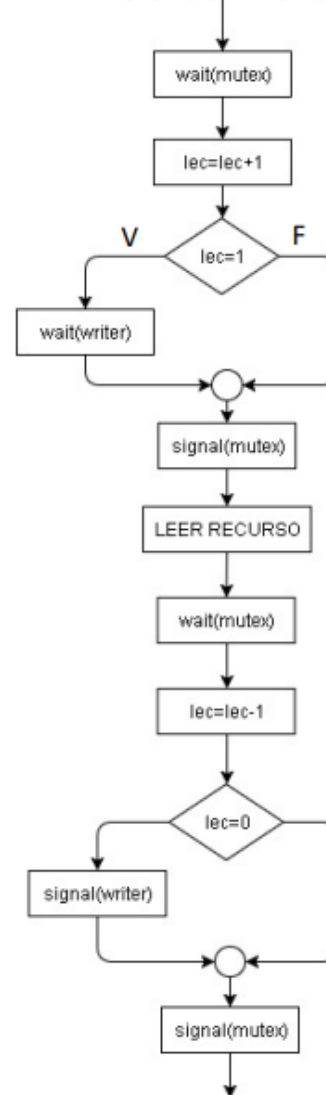 wait(mutex)
lec=lec+1
V
F
lec=1
wait(writer)
signal(mutex)
LEER RECURSO
wait(mutex)
lec=lec-1
lec=0
signal(writer)
signal(mutex)